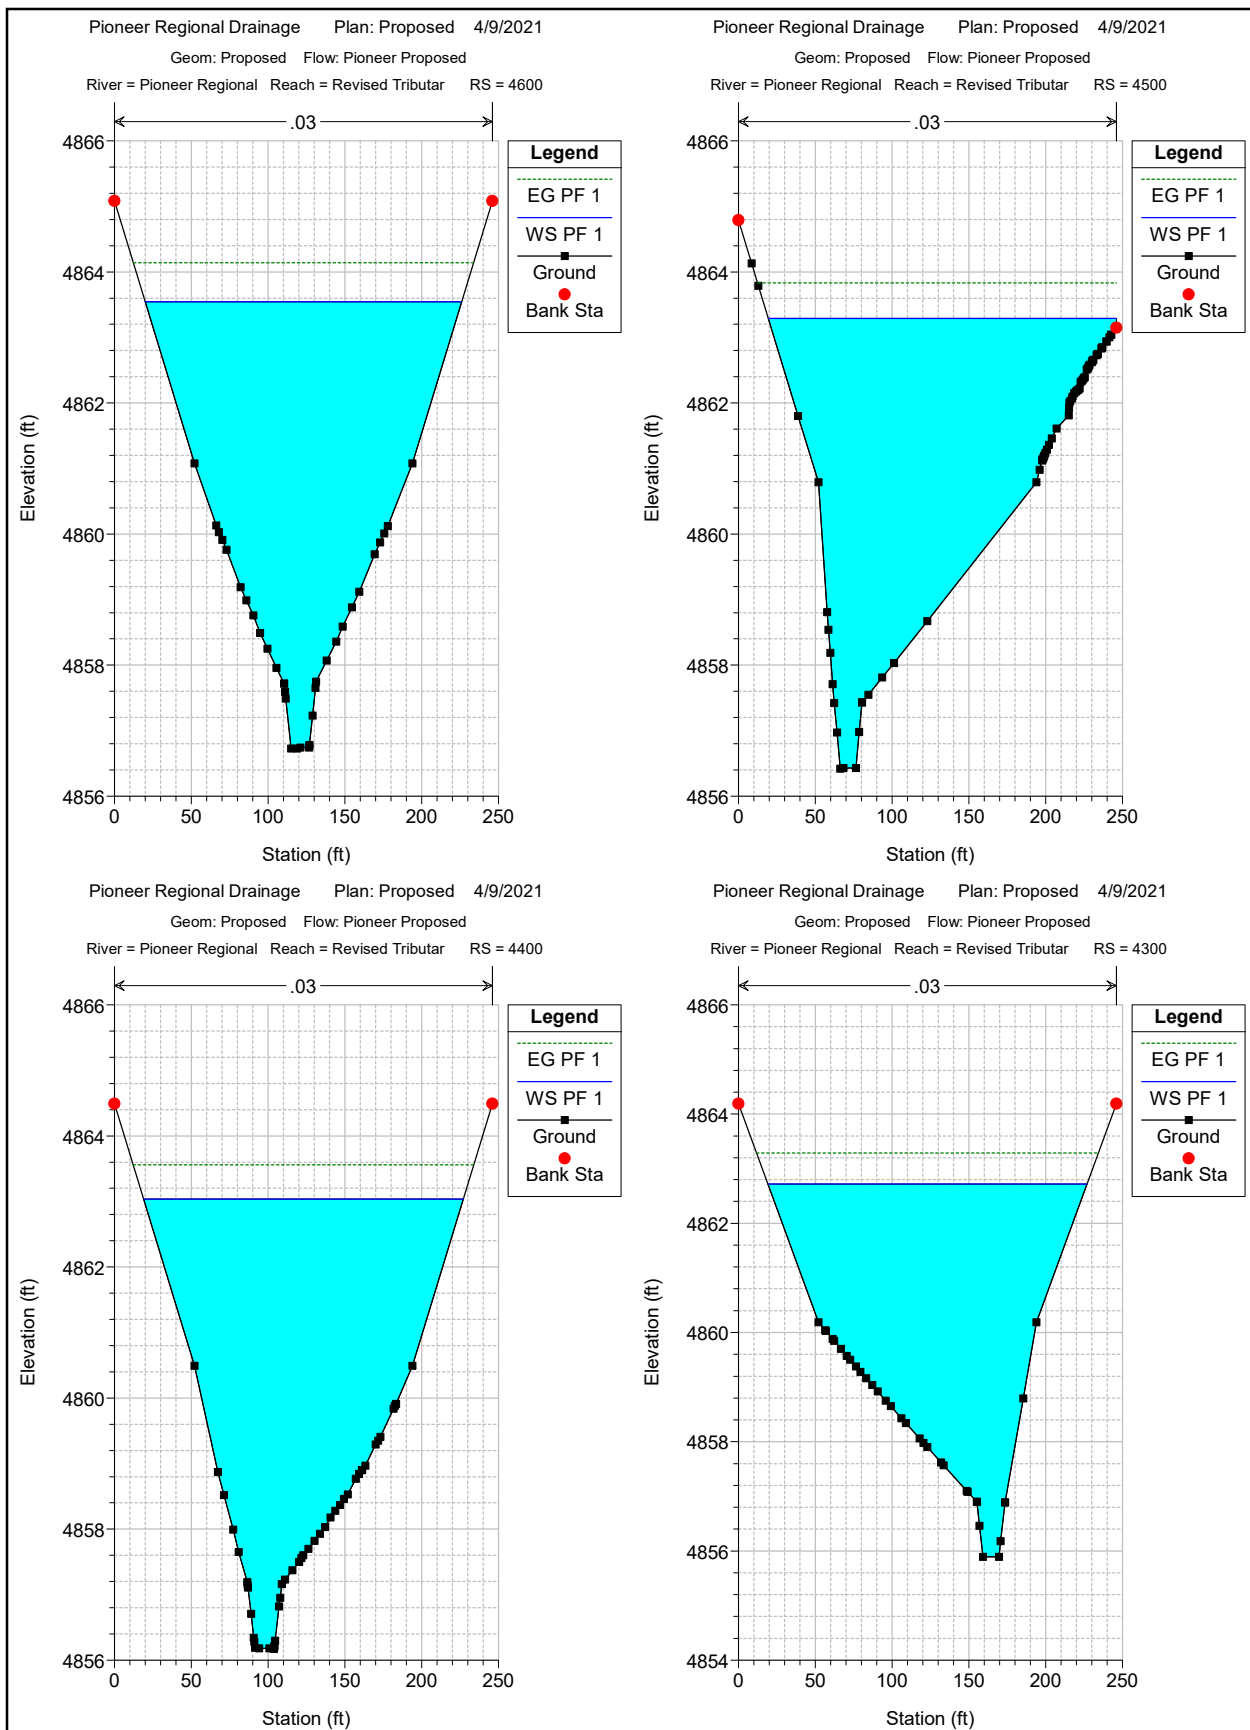 Pioneer Regional Drainage Plan: Proposed 4/9/2021
Geom: Proposed Flow: Pioneer Proposed
River = Pioneer Regional Reach = Revised Tributar RS = 4600
.03
4866
4864
4862
4860
4858
4856
Elevation (ft)
0 50 100 150 200 250
Station (ft)
Legend
EG PF 1
WS PF 1
Ground
Bank Sta
Pioneer Regional Drainage Plan: Proposed 4/9/2021
Geom: Proposed Flow: Pioneer Proposed
River = Pioneer Regional Reach = Revised Tributar RS = 4500
.03
4866
4864
4862
4860
4858
4856
Elevation (ft)
0 50 100 150 200 250
Station (ft)
Legend
EG PF 1
WS PF 1
Ground
Bank Sta
Pioneer Regional Drainage Plan: Proposed 4/9/2021
Geom: Proposed Flow: Pioneer Proposed
River = Pioneer Regional Reach = Revised Tributar RS = 4400
.03
4866
4864
4862
4860
4858
4856
Elevation (ft)
0 50 100 150 200 250
Station (ft)
Legend
EG PF 1
WS PF 1
Ground
Bank Sta
Pioneer Regional Drainage Plan: Proposed 4/9/2021
Geom: Proposed Flow: Pioneer Proposed
River = Pioneer Regional Reach = Revised Tributar RS = 4300
.03
4866
4864
4862
4860
4858
4856
4854
Elevation (ft)
0 50 100 150 200 250
Station (ft)
Legend
EG PF 1
WS PF 1
Ground
Bank Sta